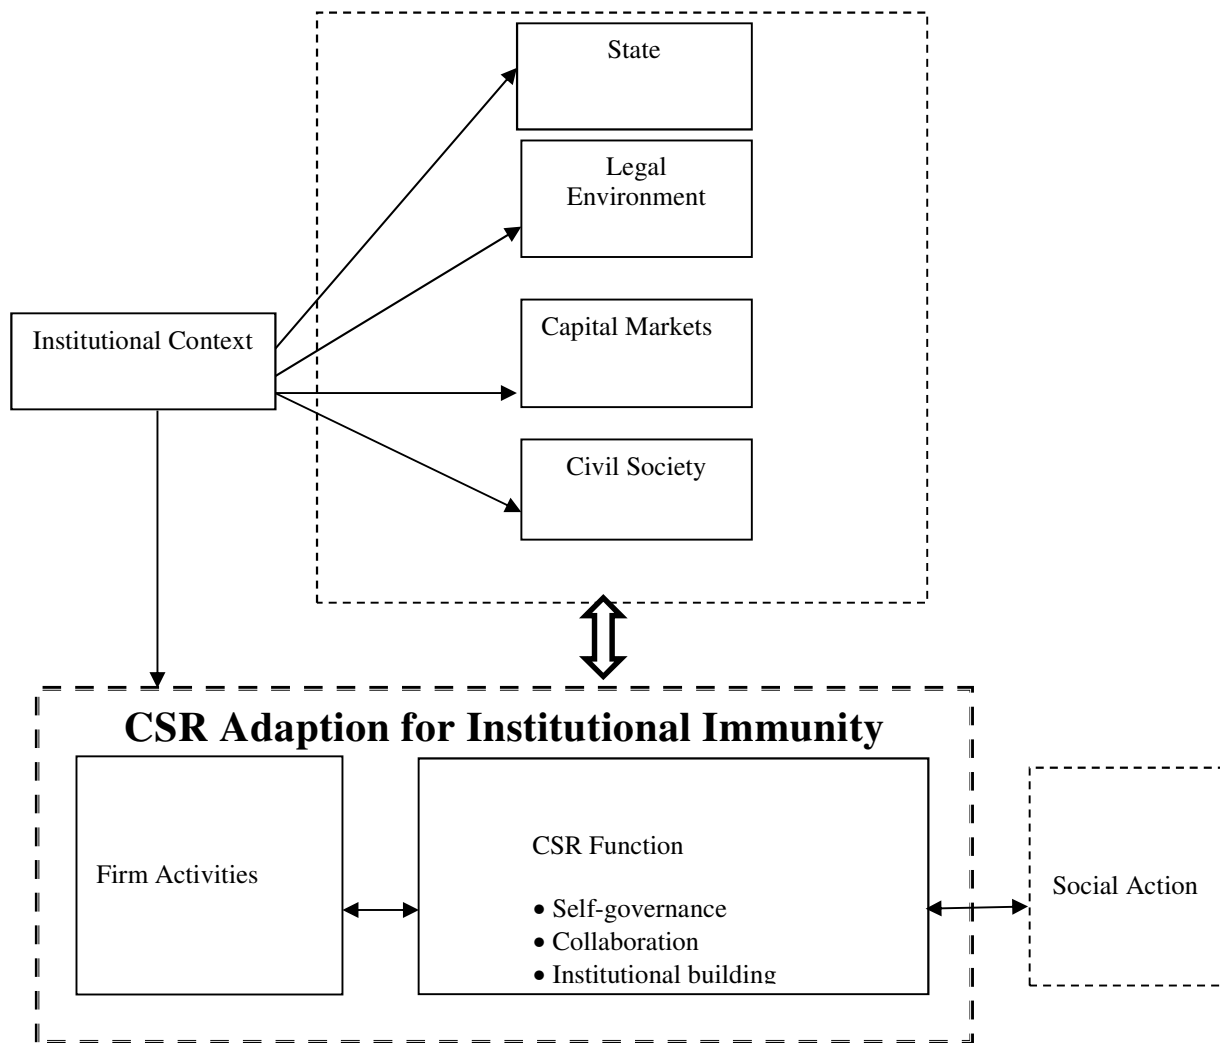 State
Legal
Environment
Capital Markets
Institutional Context
Civil Society
CSR Adaption for Institutional Immunity
Firm Activities
CSR Function
• Self-governance
• Collaboration
• Institutional building
Social Action